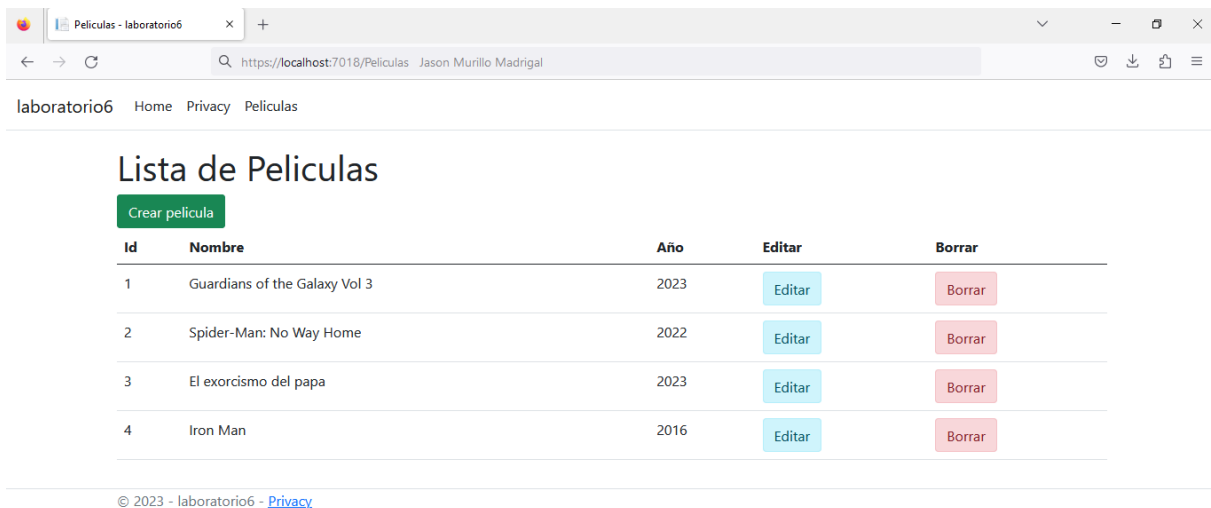 Peliculas - laboratorio6
https://localhost:7018/Peliculas Jason Murillo Madrigal
laboratorio6 Home Privacy Peliculas
Lista de Peliculas
Crear pelicula
Id Nombre Año Editar Borrar
1 Guardians of the Galaxy Vol 3 2023 Editar Borrar
2 Spider-Man: No Way Home 2022 Editar Borrar
3 El exorcismo del papa 2023 Editar Borrar
4 Iron Man 2016 Editar Borrar
© 2023 - laboratorio6 - Privacy